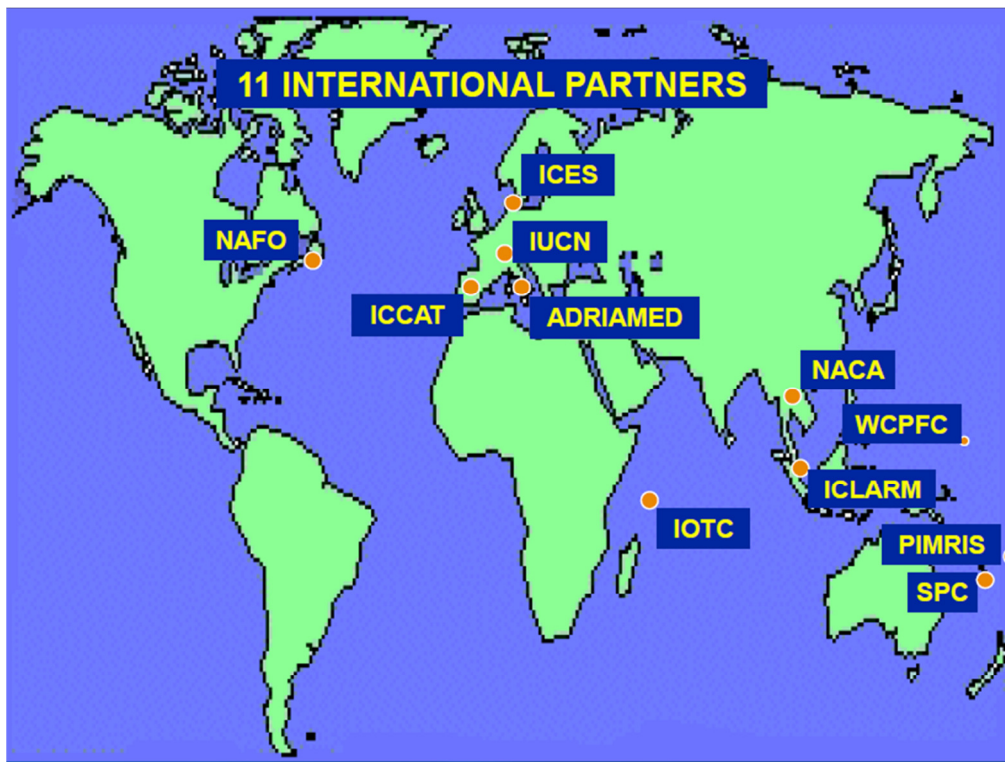 11 INTERNATIONAL PARTNERS
ICES
NAFO
IUCN
ICCAT
ADRIAMED
NACA
WCPFC
ICLARM
IOTC
PIMRIS
SPC